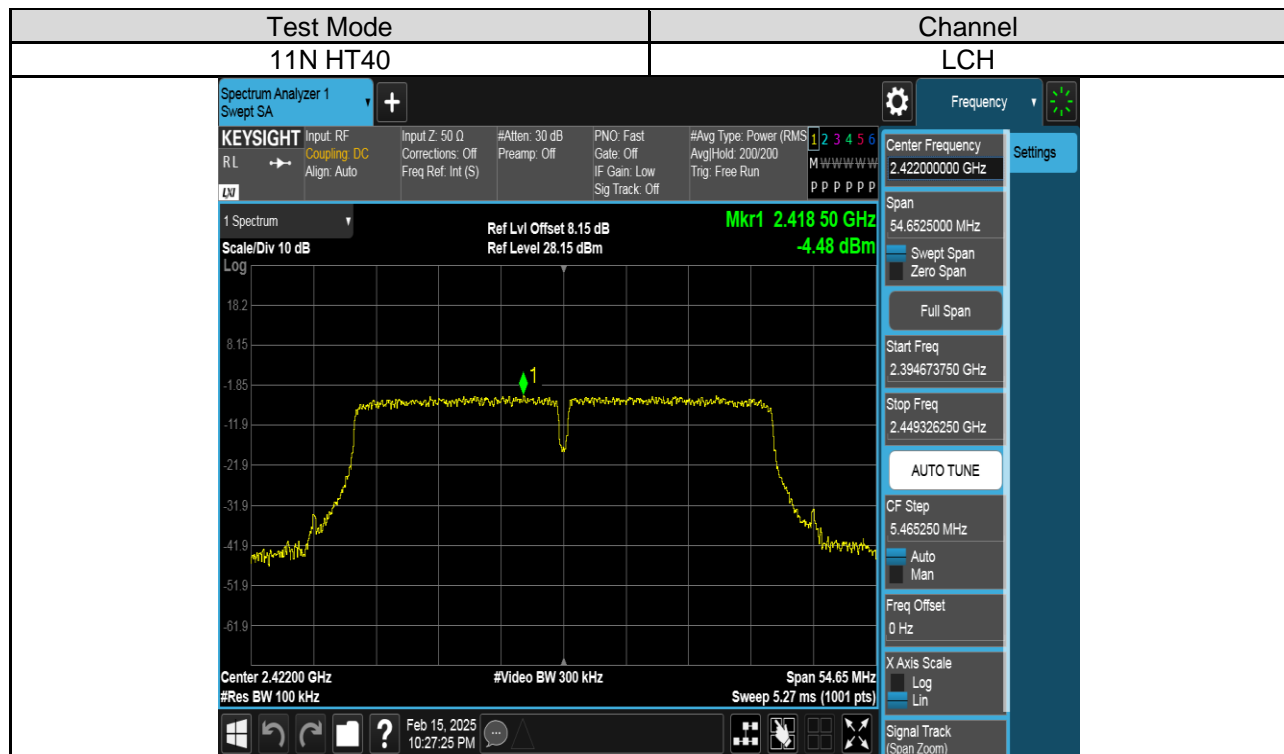 Test Mode Channel
11N HT40 LCH
Spectrum Analyzer 1
Swept SA
+
Frequency
KEYSIGHT Input: RF Input Z: 50 Ω #Atten: 30 dB PNO: Fast #Avg Type: Power (RMS 1 2 3 4 5 6
R L Coupling: DC Corrections: Off Preamp: Off Gate: Off Avg|Hold: 200/200 M W W W W W
Align: Auto Freq Ref: Int (S) IF Gain: Low Trig: Free Run
LXI Sig Track: Off P P P P P P
1 Spectrum Ref Lvl Offset 8.15 dB Mkr1 2.418 50 GHz
Scale/Div 10 dB Ref Level 28.15 dBm -4.48 dBm
Log
18.2
8.15
-1.85
1
-11.9
-21.9
-31.9
-41.9
-51.9
-61.9
Center 2.42200 GHz #Video BW 300 kHz Span 54.65 MHz
#Res BW 100 kHz Sweep 5.27 ms (1001 pts)
? Feb 15, 2025
10:27:25 PM
Center Frequency
2.422000000 GHz
Settings
Span
54.6525000 MHz
Swept Span
Zero Span
Full Span
Start Freq
2.394673750 GHz
Stop Freq
2.449326250 GHz
AUTO TUNE
CF Step
5.465250 MHz
Auto
Man
Freq Offset
0 Hz
X Axis Scale
Log
Lin
Signal Track
(Span Zoom)